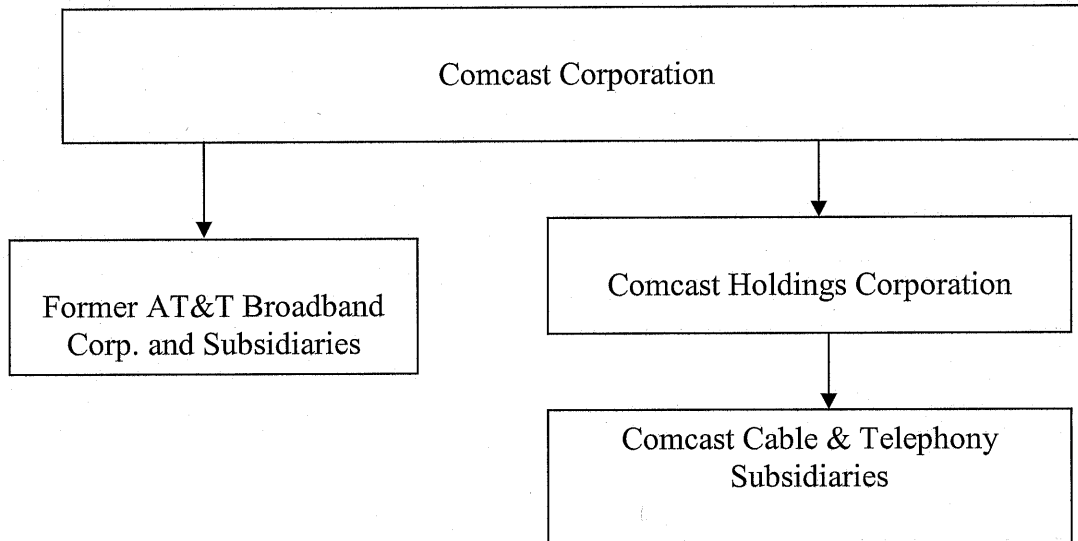 Comcast Corporation
Former AT&T Broadband
Corp. and Subsidiaries
Comcast Holdings Corporation
Comcast Cable & Telephony
Subsidiaries